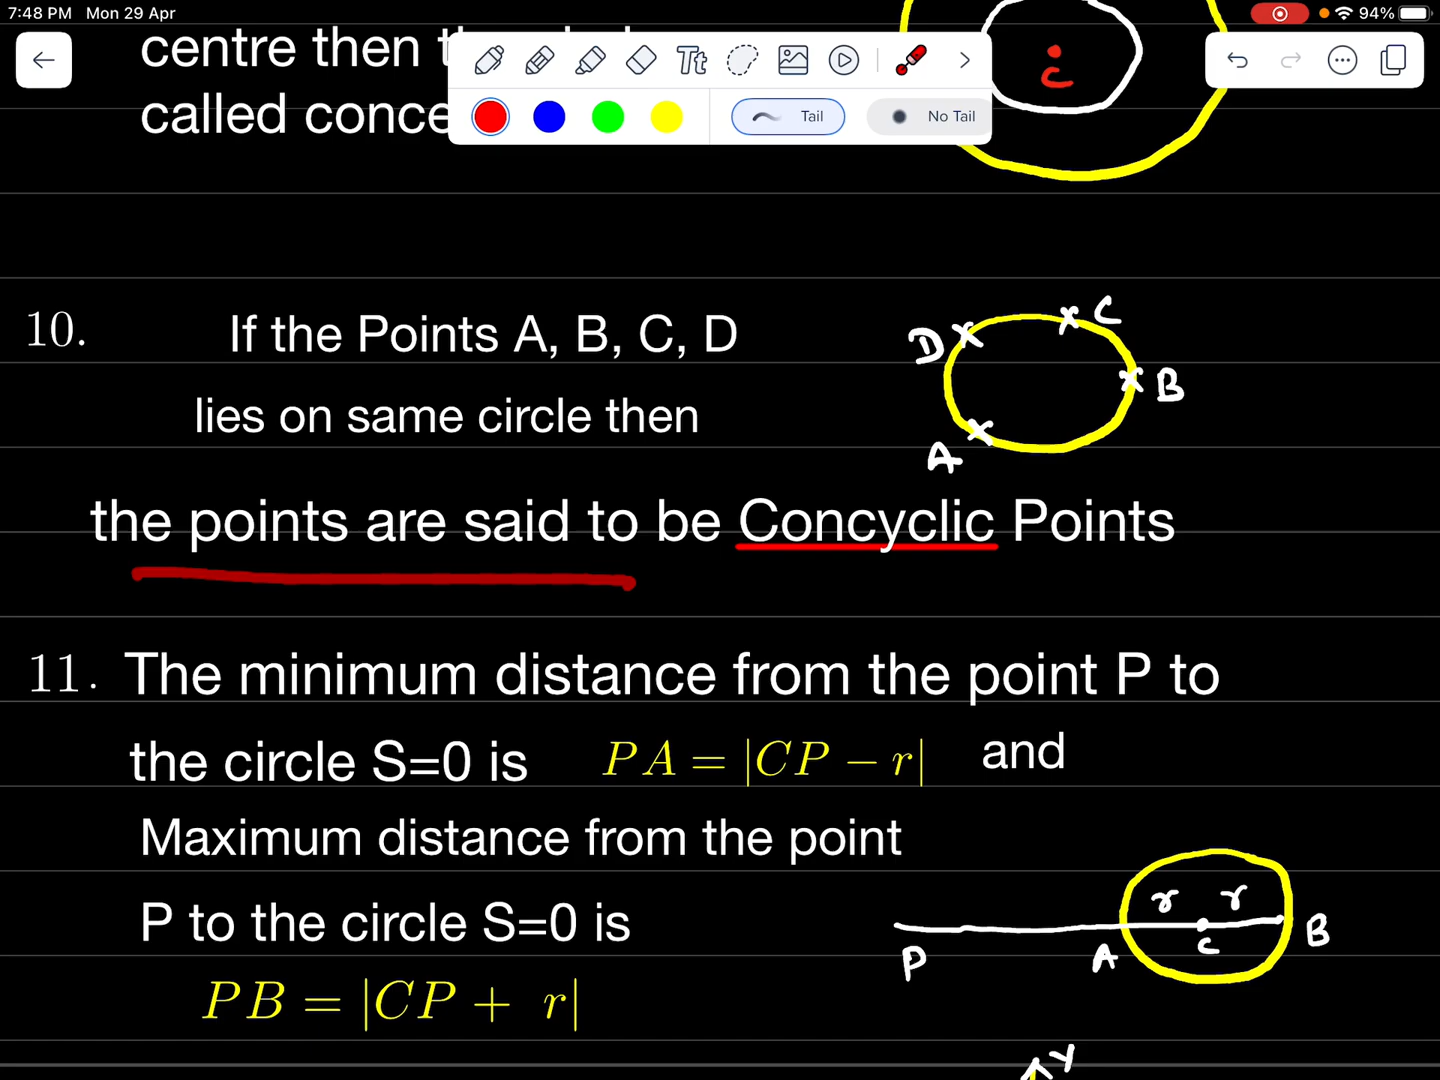 7:48 PM Mon 29 Apr
94%
centre then t
called conce
Tt
Tail
No Tail
C
10. If the Points A, B, C, D
lies on same circle then
D
C
B
A
the points are said to be Concyclic Points
11. The minimum distance from the point P to
the circle S=0 is PA = |CP − r| and
Maximum distance from the point
P to the circle S=0 is
PB = |CP + r|
r r
P A C B
y